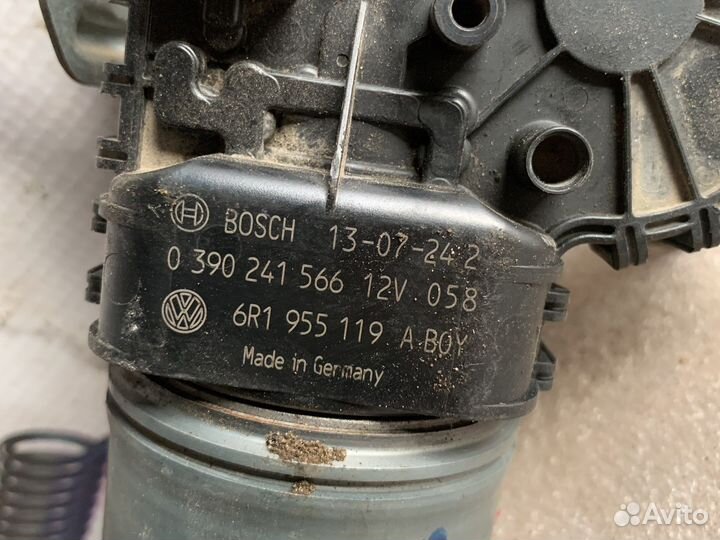 BOSCH 13-07-24 2
0 390 241 566 12V 058
6R1 955 119 A BOY
Made in Germany
Avito